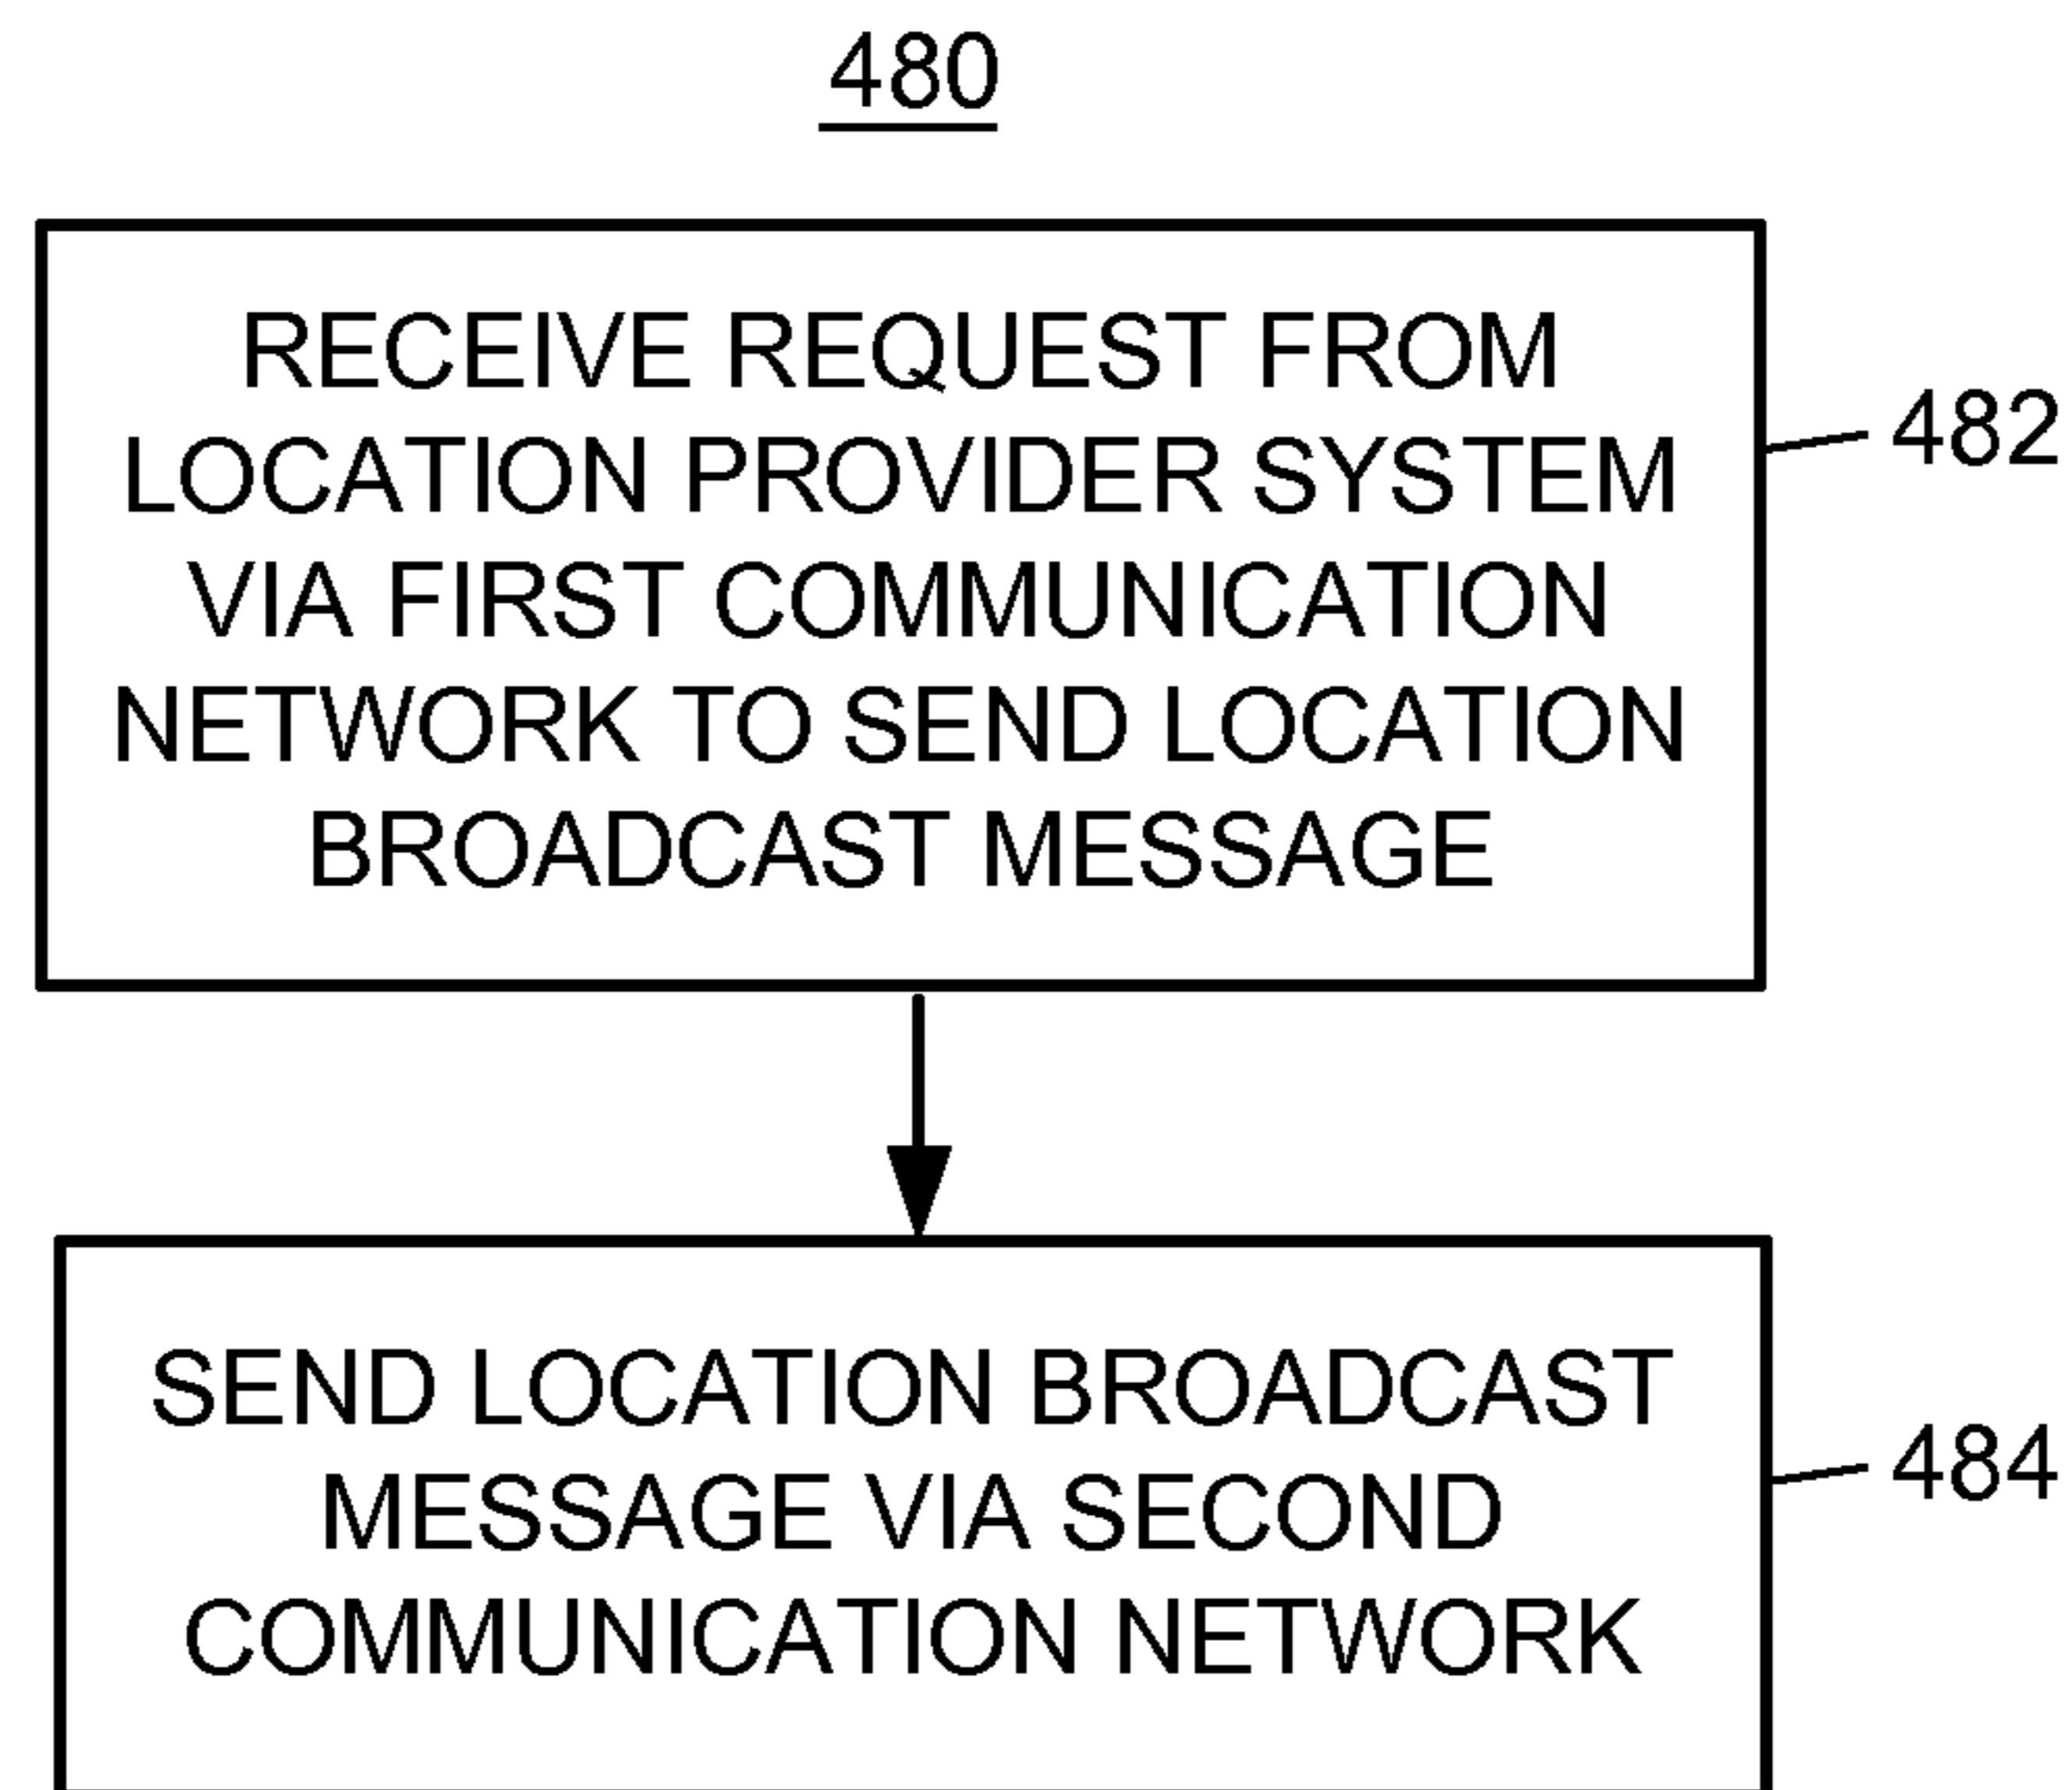 480
RECEIVE REQUEST FROM
LOCATION PROVIDER SYSTEM
VIA FIRST COMMUNICATION
NETWORK TO SEND LOCATION
BROADCAST MESSAGE
482
SEND LOCATION BROADCAST
MESSAGE VIA SECOND
COMMUNICATION NETWORK
484